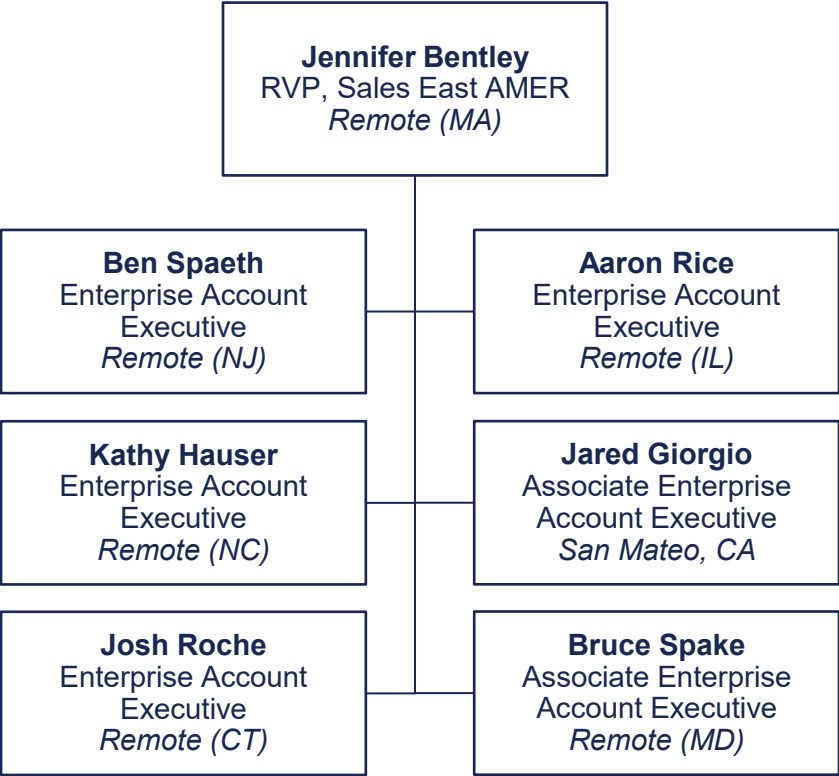 Jennifer Bentley
RVP, Sales East AMER
Remote (MA)
Ben Spaeth
Enterprise Account
Executive
Remote (NJ)
Aaron Rice
Enterprise Account
Executive
Remote (IL)
Kathy Hauser
Enterprise Account
Executive
Remote (NC)
Jared Giorgio
Associate Enterprise
Account Executive
San Mateo, CA
Josh Roche
Enterprise Account
Executive
Remote (CT)
Bruce Spake
Associate Enterprise
Account Executive
Remote (MD)